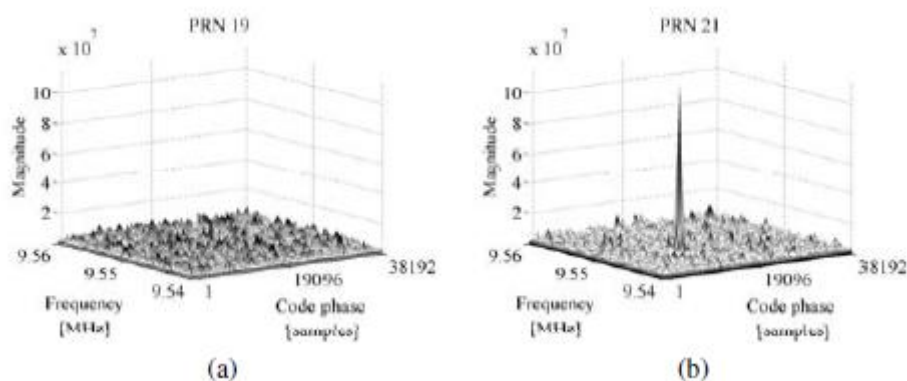 PRN 19
x 10^7
10
8
6
4
2
Magnitude
9.56
9.55
9.54
Frequency
[MHz]
1
19096
38192
Code phase
[samples]
(a)
PRN 21
x 10^7
10
8
6
4
2
Magnitude
9.56
9.55
9.54
Frequency
[MHz]
1
19096
38192
Code phase
[samples]
(b)